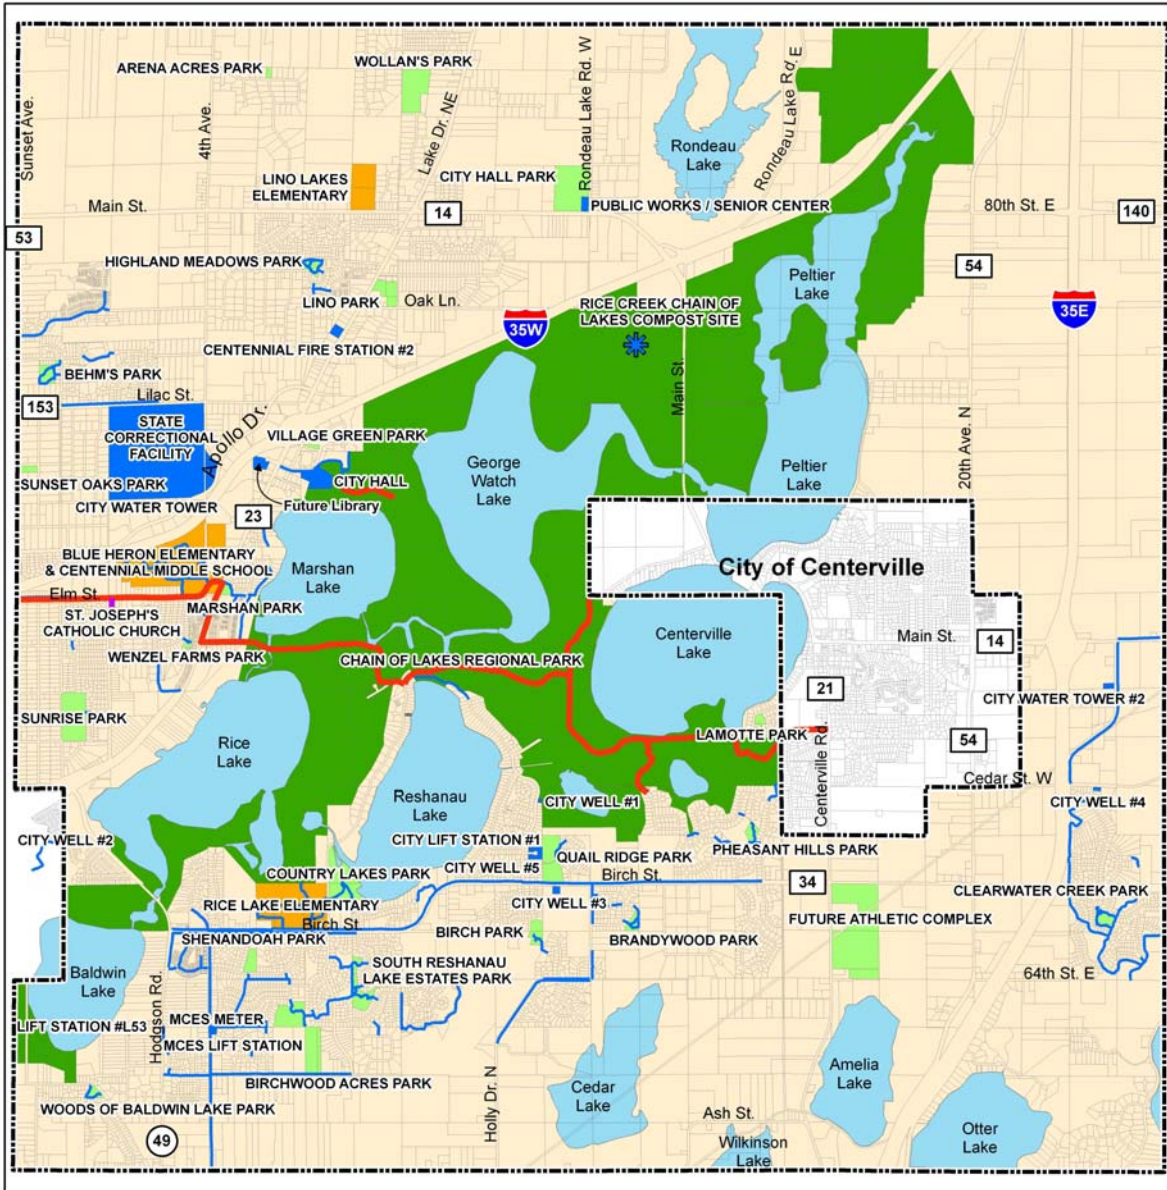 WOLLAN'S PARK
ARENA ACRES PARK
Sunset Ave.
4th Ave.
Lake Dr. NE
Rondeau Lake Rd. W
Rondeau Lake Rd. E
Rondeau
Lake
LINO LAKES
ELEMENTARY
CITY HALL PARK
Main St.
14
PUBLIC WORKS / SENIOR CENTER
80th St. E
140
53
HIGHLAND MEADOWS PARK
54
Peltier
Lake
LINO PARK
Oak Ln.
RICE CREEK CHAIN OF
LAKES COMPOST SITE
35W
35E
CENTENNIAL FIRE STATION #2
BEHM'S PARK
Lilac St.
153
Main St.
20th Ave. N
STATE
CORRECTIONAL
FACILITY
Apollo Dr.
VILLAGE GREEN PARK
George
Watch
Lake
Peltier
Lake
SUNSET OAKS PARK
CITY HALL
CITY WATER TOWER
Future Library
23
BLUE HERON ELEMENTARY
& CENTENNIAL MIDDLE SCHOOL
Marshan
Lake
City of Centerville
Elm St.
ST. JOSEPH'S
CATHOLIC CHURCH
MARSHAN PARK
Centerville
Lake
Main St.
14
WENZEL FARMS PARK
CHAIN OF LAKES REGIONAL PARK
21
CITY WATER TOWER #2
SUNRISE PARK
Rice
Lake
LAMOTTE PARK
Centerville Rd.
54
Cedar St. W
Reshanau
Lake
CITY WELL #1
CITY WELL #4
CITY WELL #2
CITY LIFT STATION #1
PHEASANT HILLS PARK
QUAIL RIDGE PARK
COUNTRY LAKES PARK
CITY WELL #5
Birch St.
34
CLEARWATER CREEK PARK
RICE LAKE ELEMENTARY
CITY WELL #3
FUTURE ATHLETIC COMPLEX
Birch St.
SHENANDOAH PARK
BIRCH PARK
BRANDYWOOD PARK
SOUTH RESHANAU
LAKE ESTATES PARK
Baldwin
Lake
64th St. E
Hodgson Rd.
LIFT STATION #L53
MCES METER
MCES LIFT STATION
BIRCHWOOD ACRES PARK
Holly Dr. N
Cedar
Lake
Amelia
Lake
WOODS OF BALDWIN LAKE PARK
Ash St.
49
Wilkinson
Lake
Otter
Lake